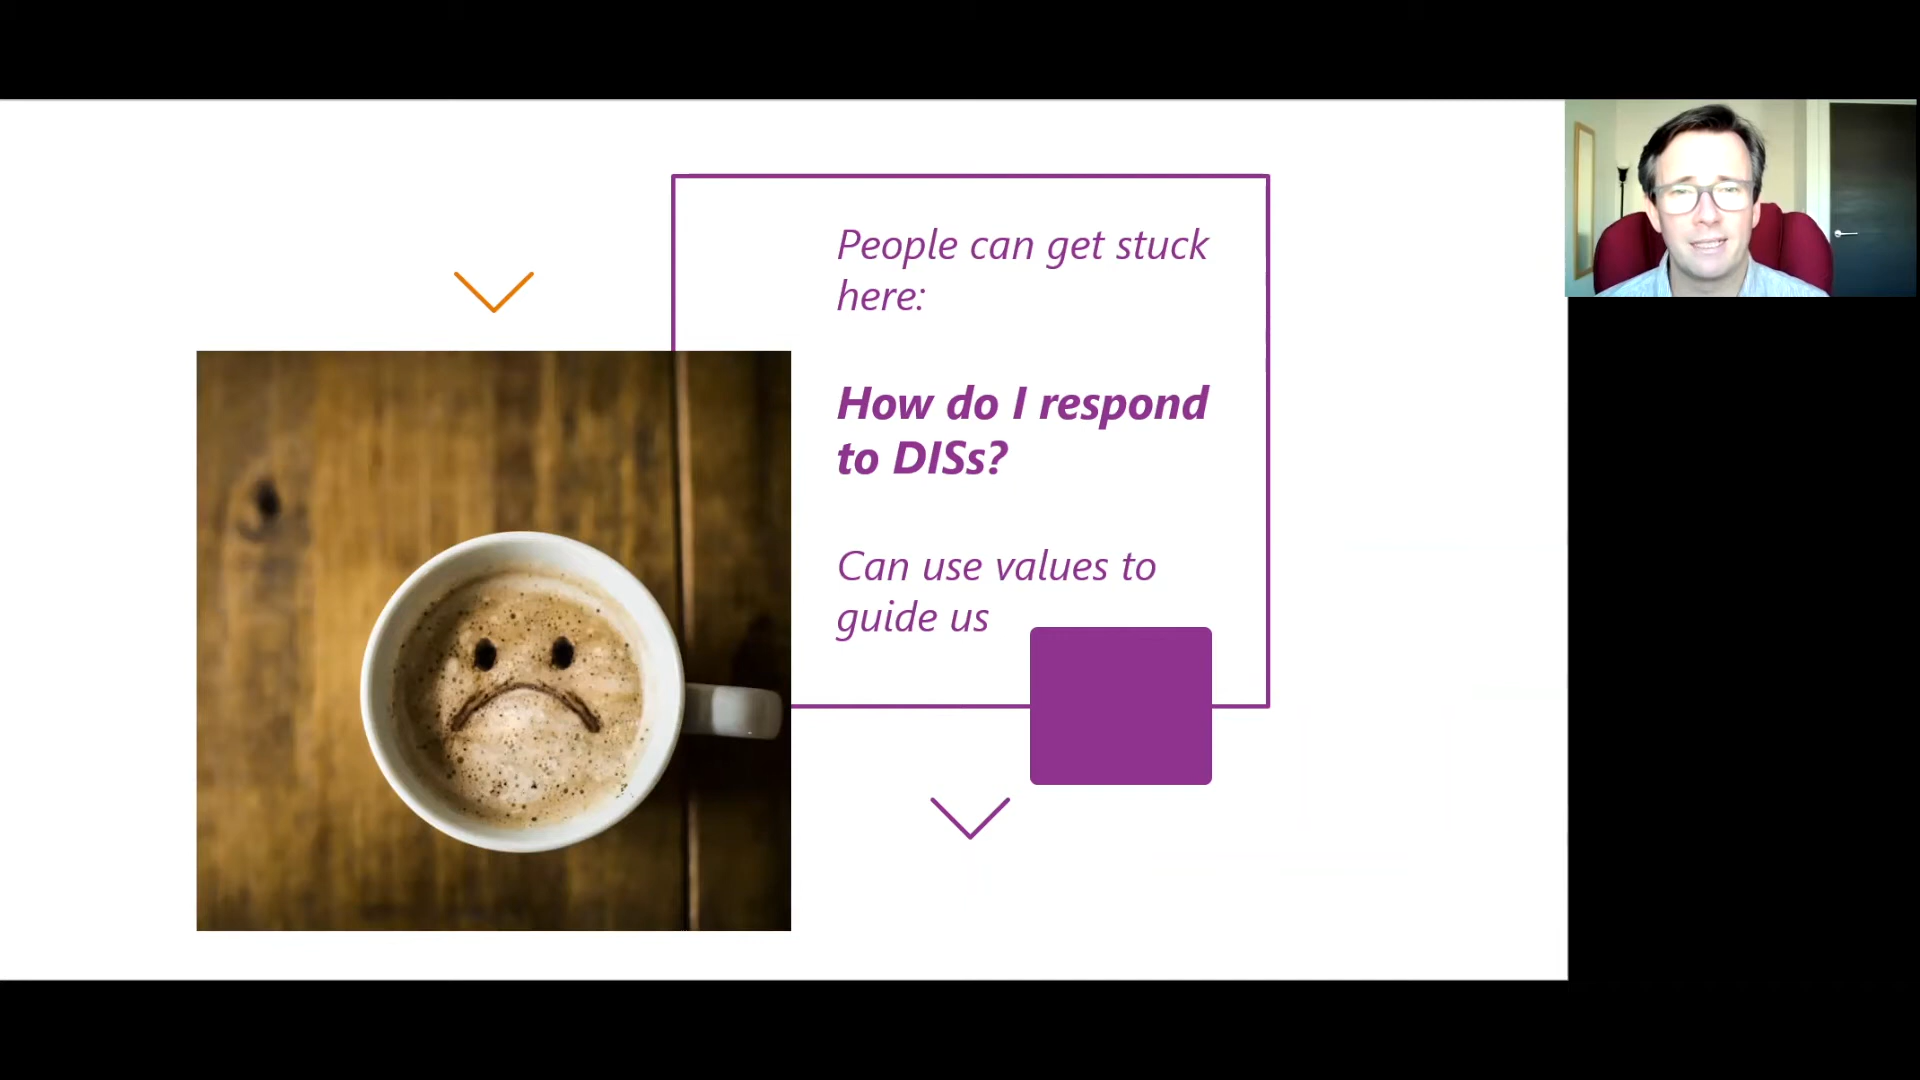 People can get stuck
here:
How do I respond
to DISs?
Can use values to
guide us